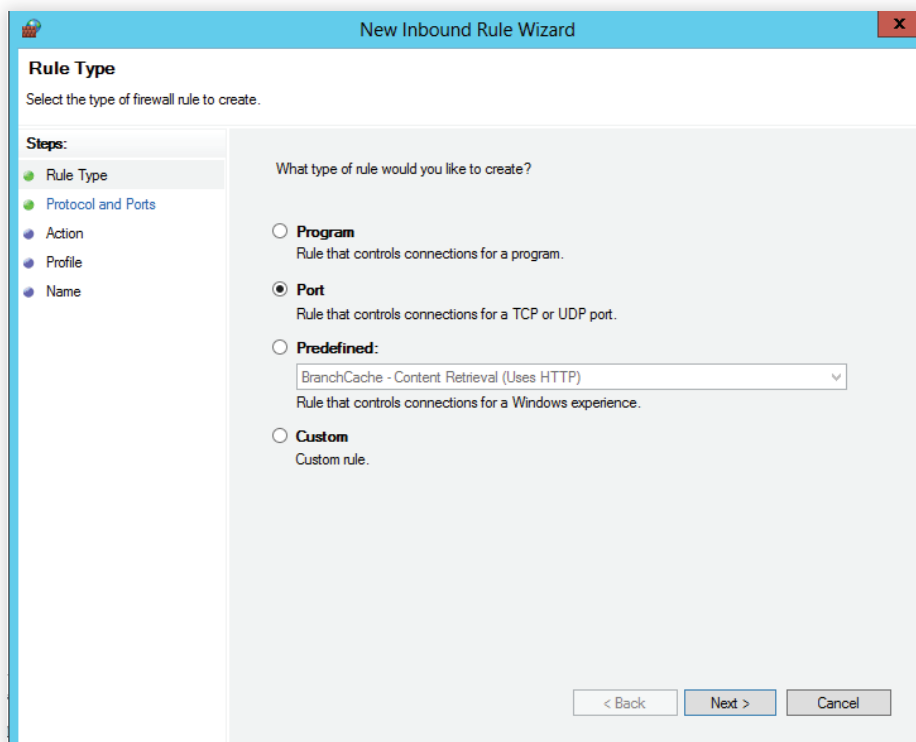 New Inbound Rule Wizard
x
Rule Type
Select the type of firewall rule to create.
Steps:
Rule Type
Protocol and Ports
Action
Profile
Name
What type of rule would you like to create?
Program
Rule that controls connections for a program.
Port
Rule that controls connections for a TCP or UDP port.
Predefined:
BranchCache - Content Retrieval (Uses HTTP)
Rule that controls connections for a Windows experience.
Custom
Custom rule.
< Back Next > Cancel